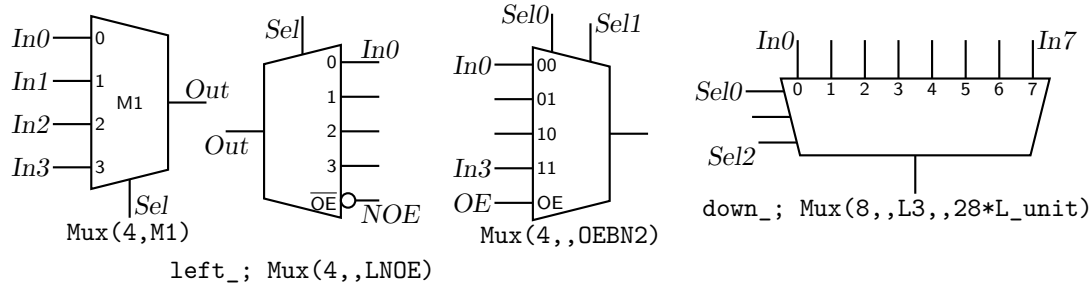 In0
In1
In2
In3
0
1
2
3
M1
Out
Sel
Mux(4,M1)
Sel
0
1
2
3
OE
In0
NOE
Out
left_; Mux(4,,LNOE)
Sel0
Sel1
In0
In3
OE
00
01
10
11
OE
Mux(4,,OEBN2)
In0
In7
0 1 2 3 4 5 6 7
Sel0
Sel2
down_; Mux(8,,L3,,28*L_unit)